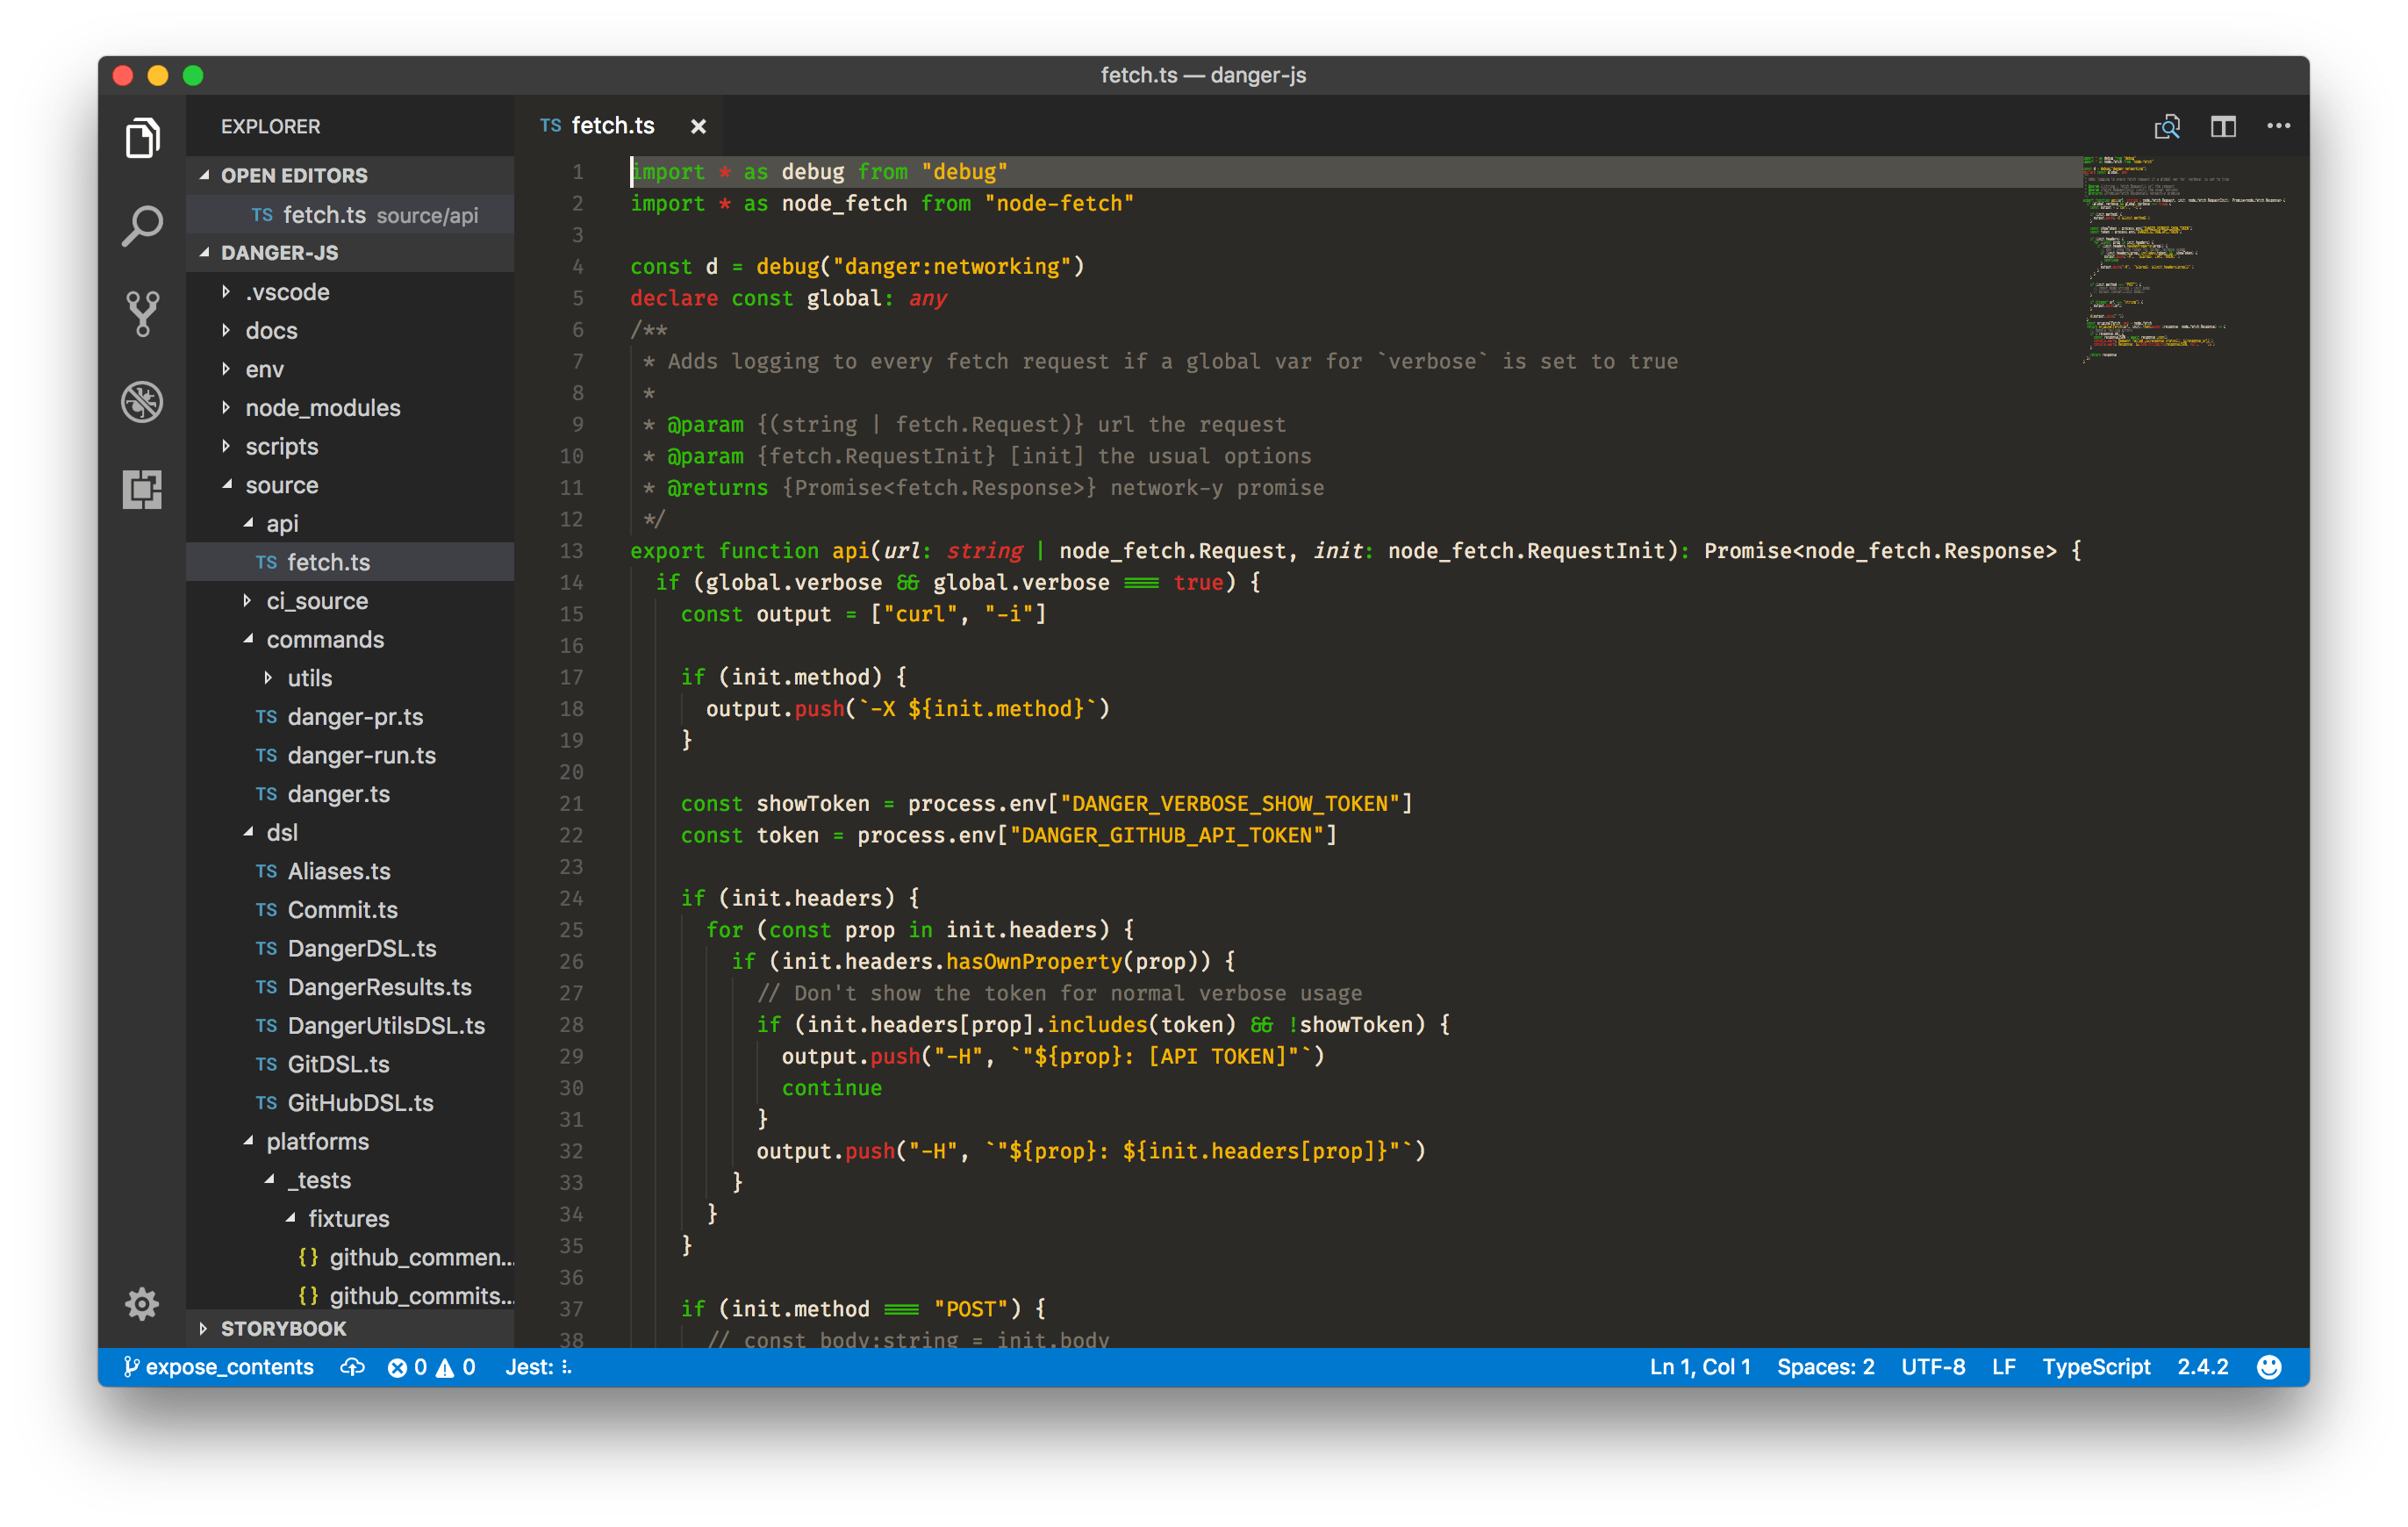 fetch.ts — danger-js
EXPLORER
OPEN EDITORS
TS fetch.ts source/api
DANGER-JS
.vscode
docs
env
node_modules
scripts
source
api
TS fetch.ts
ci_source
commands
utils
TS danger-pr.ts
TS danger-run.ts
TS danger.ts
dsl
TS Aliases.ts
TS Commit.ts
TS DangerDSL.ts
TS DangerResults.ts
TS DangerUtilsDSL.ts
TS GitDSL.ts
TS GitHubDSL.ts
platforms
_tests
fixtures
{} github_commen...
{} github_commits...
STORYBOOK
TS fetch.ts
1 import * as debug from "debug"
2 import * as node_fetch from "node-fetch"
3
4 const d = debug("danger:networking")
5 declare const global: any
6 /**
7 * Adds logging to every fetch request if a global var for `verbose` is set to true
8 *
9 * @param {(string | fetch.Request)} url the request
10 * @param {fetch.RequestInit} [init] the usual options
11 * @returns {Promise<fetch.Response>} network-y promise
12 */
13 export function api(url: string | node_fetch.Request, init: node_fetch.RequestInit): Promise<node_fetch.Response> {
14 if (global.verbose && global.verbose === true) {
15 const output = ["curl", "-i"]
16
17 if (init.method) {
18 output.push(`-X ${init.method}`)
19 }
20
21 const showToken = process.env["DANGER_VERBOSE_SHOW_TOKEN"]
22 const token = process.env["DANGER_GITHUB_API_TOKEN"]
23
24 if (init.headers) {
25 for (const prop in init.headers) {
26 if (init.headers.hasOwnProperty(prop)) {
27 // Don't show the token for normal verbose usage
28 if (init.headers[prop].includes(token) && !showToken) {
29 output.push("-H", `"${prop}: [API TOKEN]"`)
30 continue
31 }
32 output.push("-H", `"${prop}: ${init.headers[prop]}"`)
33 }
34 }
35 }
36
37 if (init.method === "POST") {
38 // const body:string = init.body
expose_contents 0 0 Jest: Ln 1, Col 1 Spaces: 2 UTF-8 LF TypeScript 2.4.2